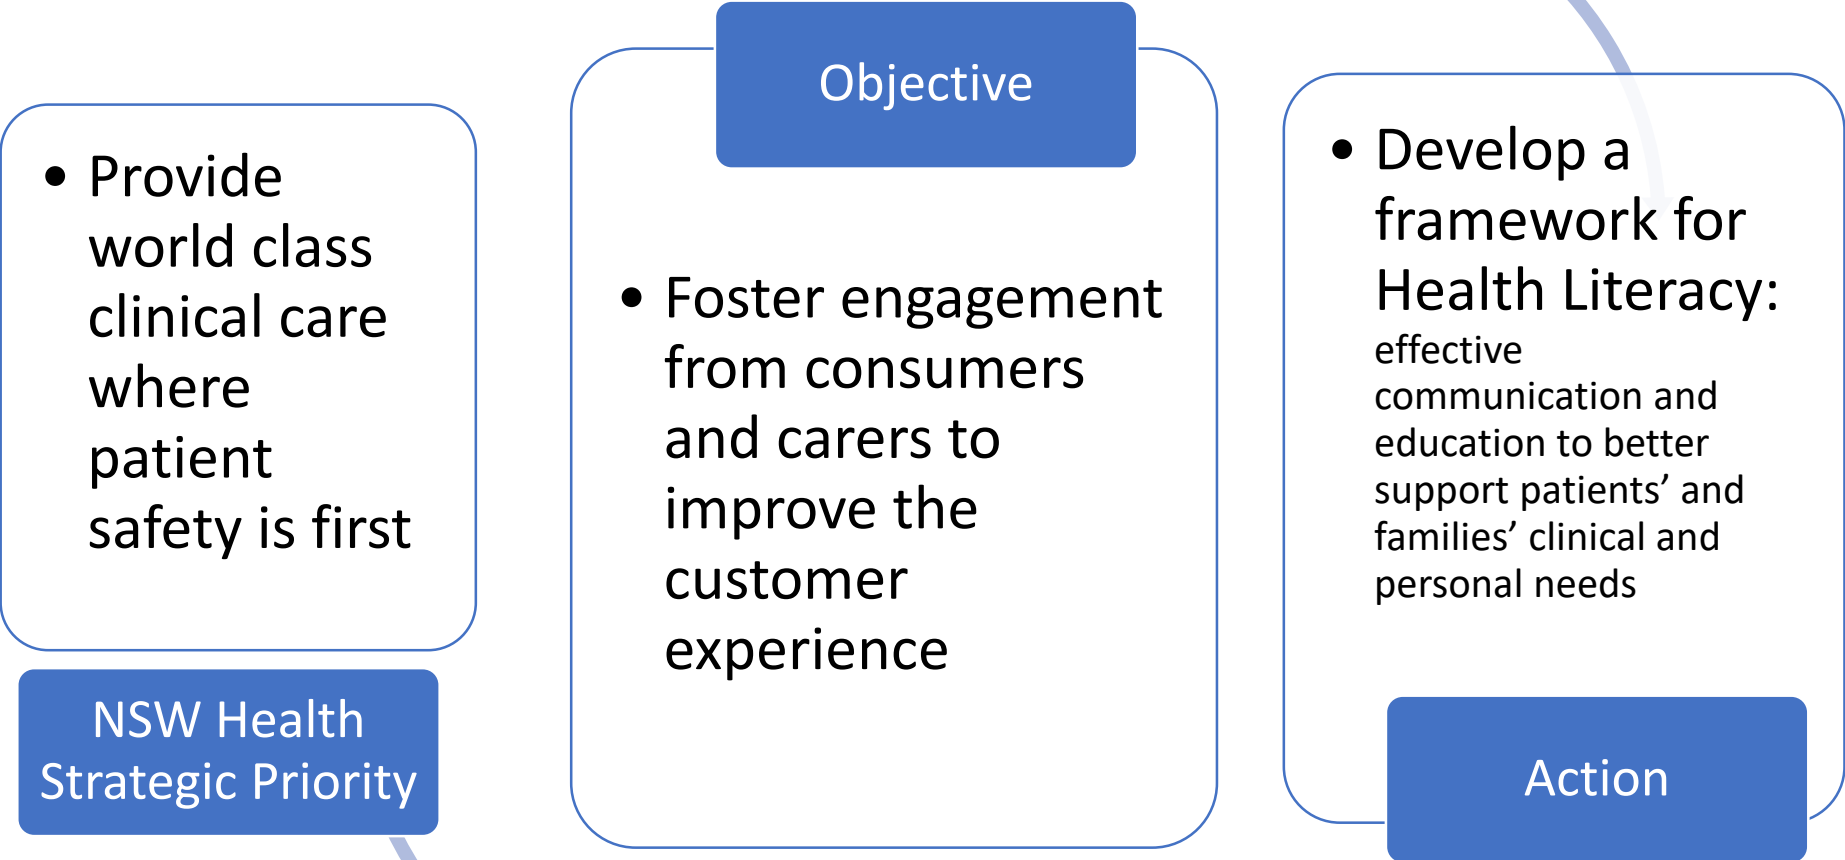 • Provide
world class
clinical care
where
patient
safety is first
NSW Health
Strategic Priority
Objective
• Foster engagement
from consumers
and carers to
improve the
customer
experience
• Develop a
framework for
Health Literacy:
effective
communication and
education to better
support patients’ and
families’ clinical and
personal needs
Action